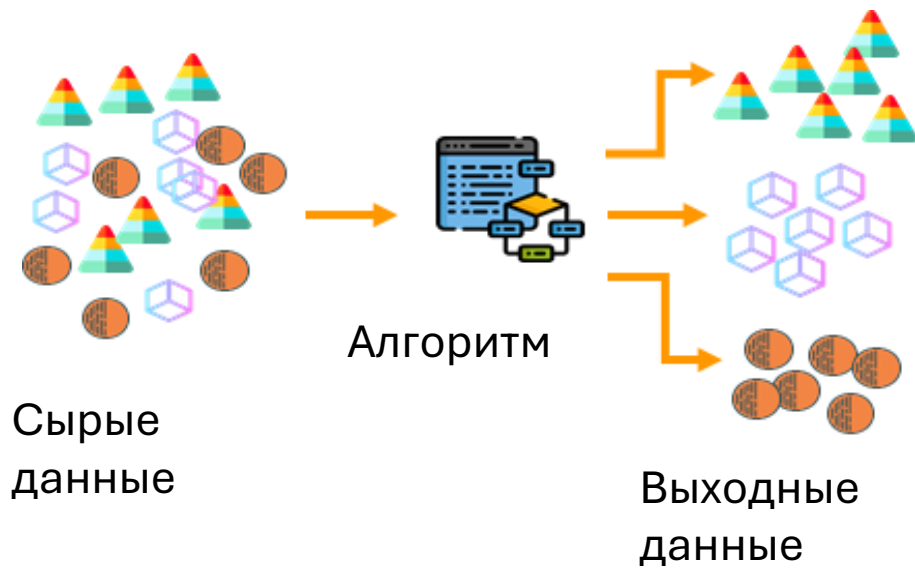 Алгоритм
Сырые
данные
Выходные
данные